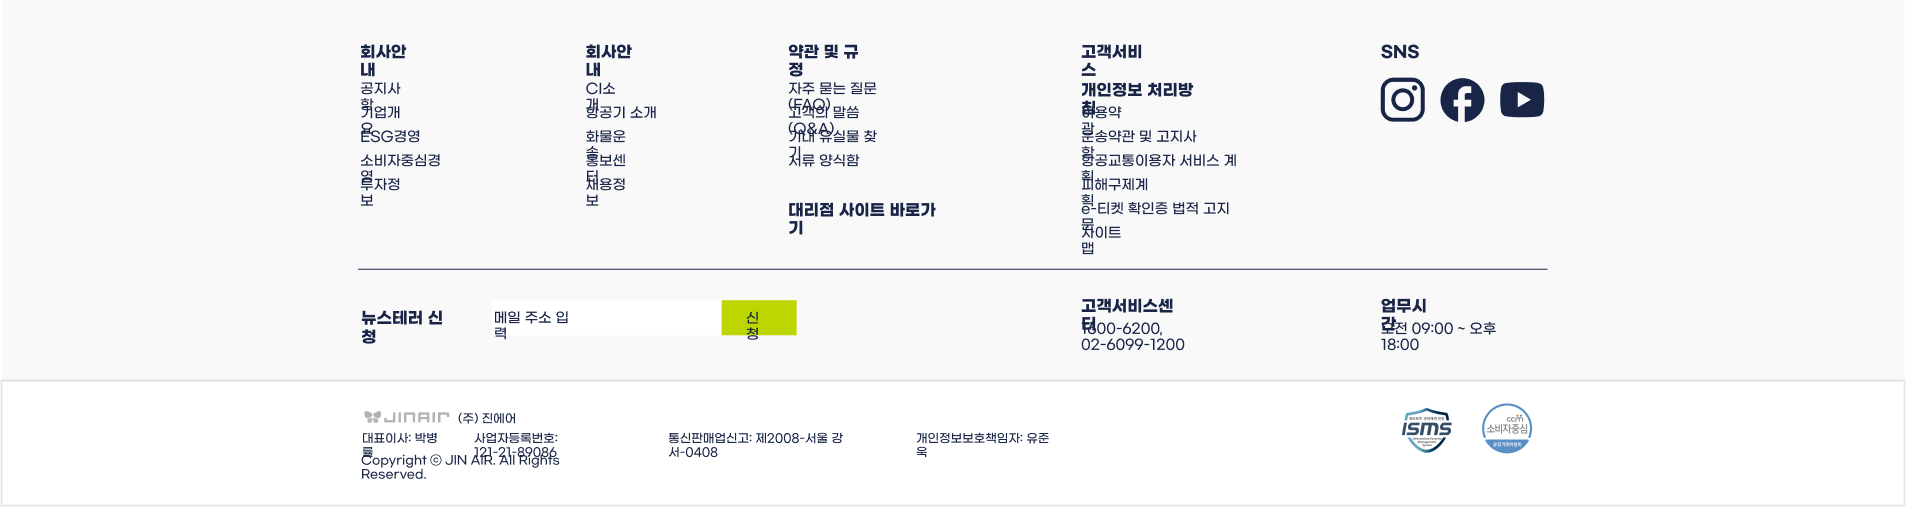 회사안
내
공지사
항
기업개
요
ESG경영
소비자중심경
영
투자정
보
회사안
내
CI소
개
항공기 소개
화물운
송
홍보센
터
채용정
보
약관 및 규
정
자주 묻는 질문
(FAQ)
고객의 말씀
(Q&A)
기내 유실물 찾
기
서류 양식함
대리점 사이트 바로가
기
고객서비
스
개인정보 처리방
침
이용약
관
운송약관 및 고지사
항
항공교통이용자 서비스 계
획
피해구제계
획
e-티켓 확인증 법적 고지
문
사이트
맵
SNS
뉴스테러 신
청
메일 주소 입
력
신
청
고객서비스센
터
1600-6200,
02-6099-1200
업무시
간
오전 09:00 ~ 오후
18:00
JINAIR (주) 진에어
대표이사: 박병
률
사업자등록번호:
121-21-89086
통신판매업신고: 제2008-서울 강
서-0408
개인정보보호책임자: 유준
욱
Copyright ⓒ JIN AIR. All Rights
Reserved.
ISMS
ccm
소비자중심
공정거래위원회